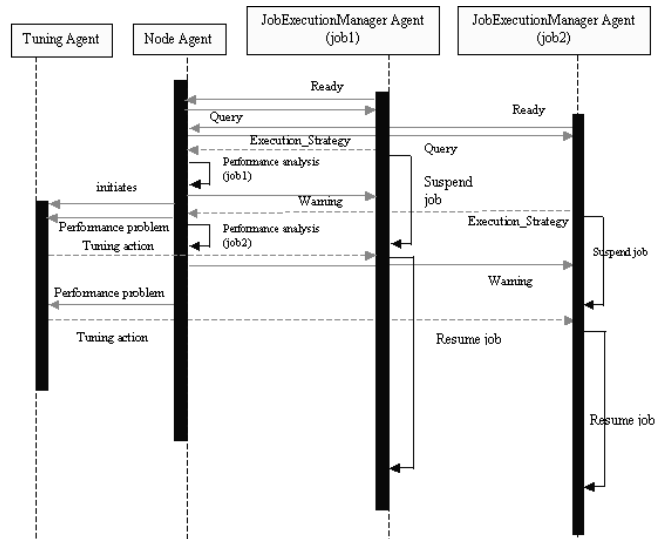 Tuning Agent
Node Agent
JobExecutionManager Agent
(job1)
JobExecutionManager Agent
(job2)
Ready
Query
Ready
Execution_Strategy
Query
Performance analysis
(job1)
Suspend
job
initiates
Warning
Execution_Strategy
Performance problem
Performance analysis
(job2)
Tuning action
Suspend job
Warning
Performance problem
Tuning action
Resume job
Resume job